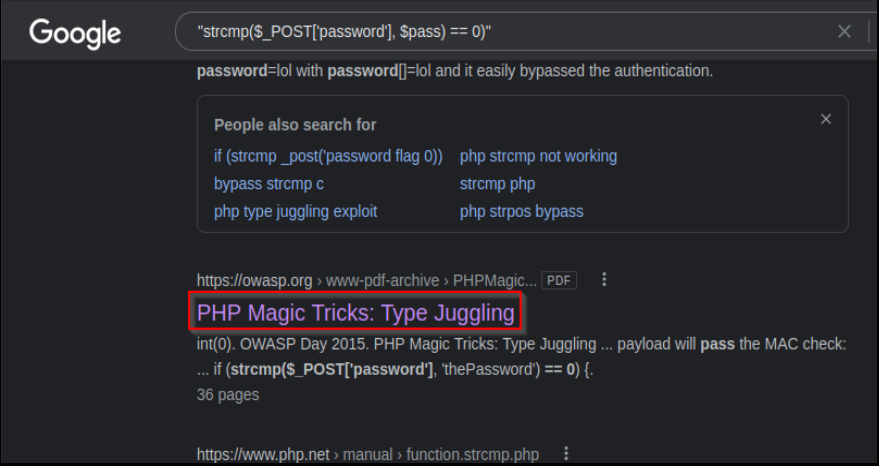 Google
"strcmp($_POST['password'], $pass) == 0)"
password=lol with password[]=lol and it easily bypassed the authentication.
People also search for
if (strcmp _post('password flag 0)) php strcmp not working
bypass strcmp c strcmp php
php type juggling exploit php strpos bypass
https://owasp.org › www-pdf-archive › PHPMagic... PDF
PHP Magic Tricks: Type Juggling
int(0). OWASP Day 2015. PHP Magic Tricks: Type Juggling ... payload will pass the MAC check:
... if (strcmp($_POST['password'], 'thePassword') == 0) {.
36 pages
https://www.php.net › manual › function.strcmp.php